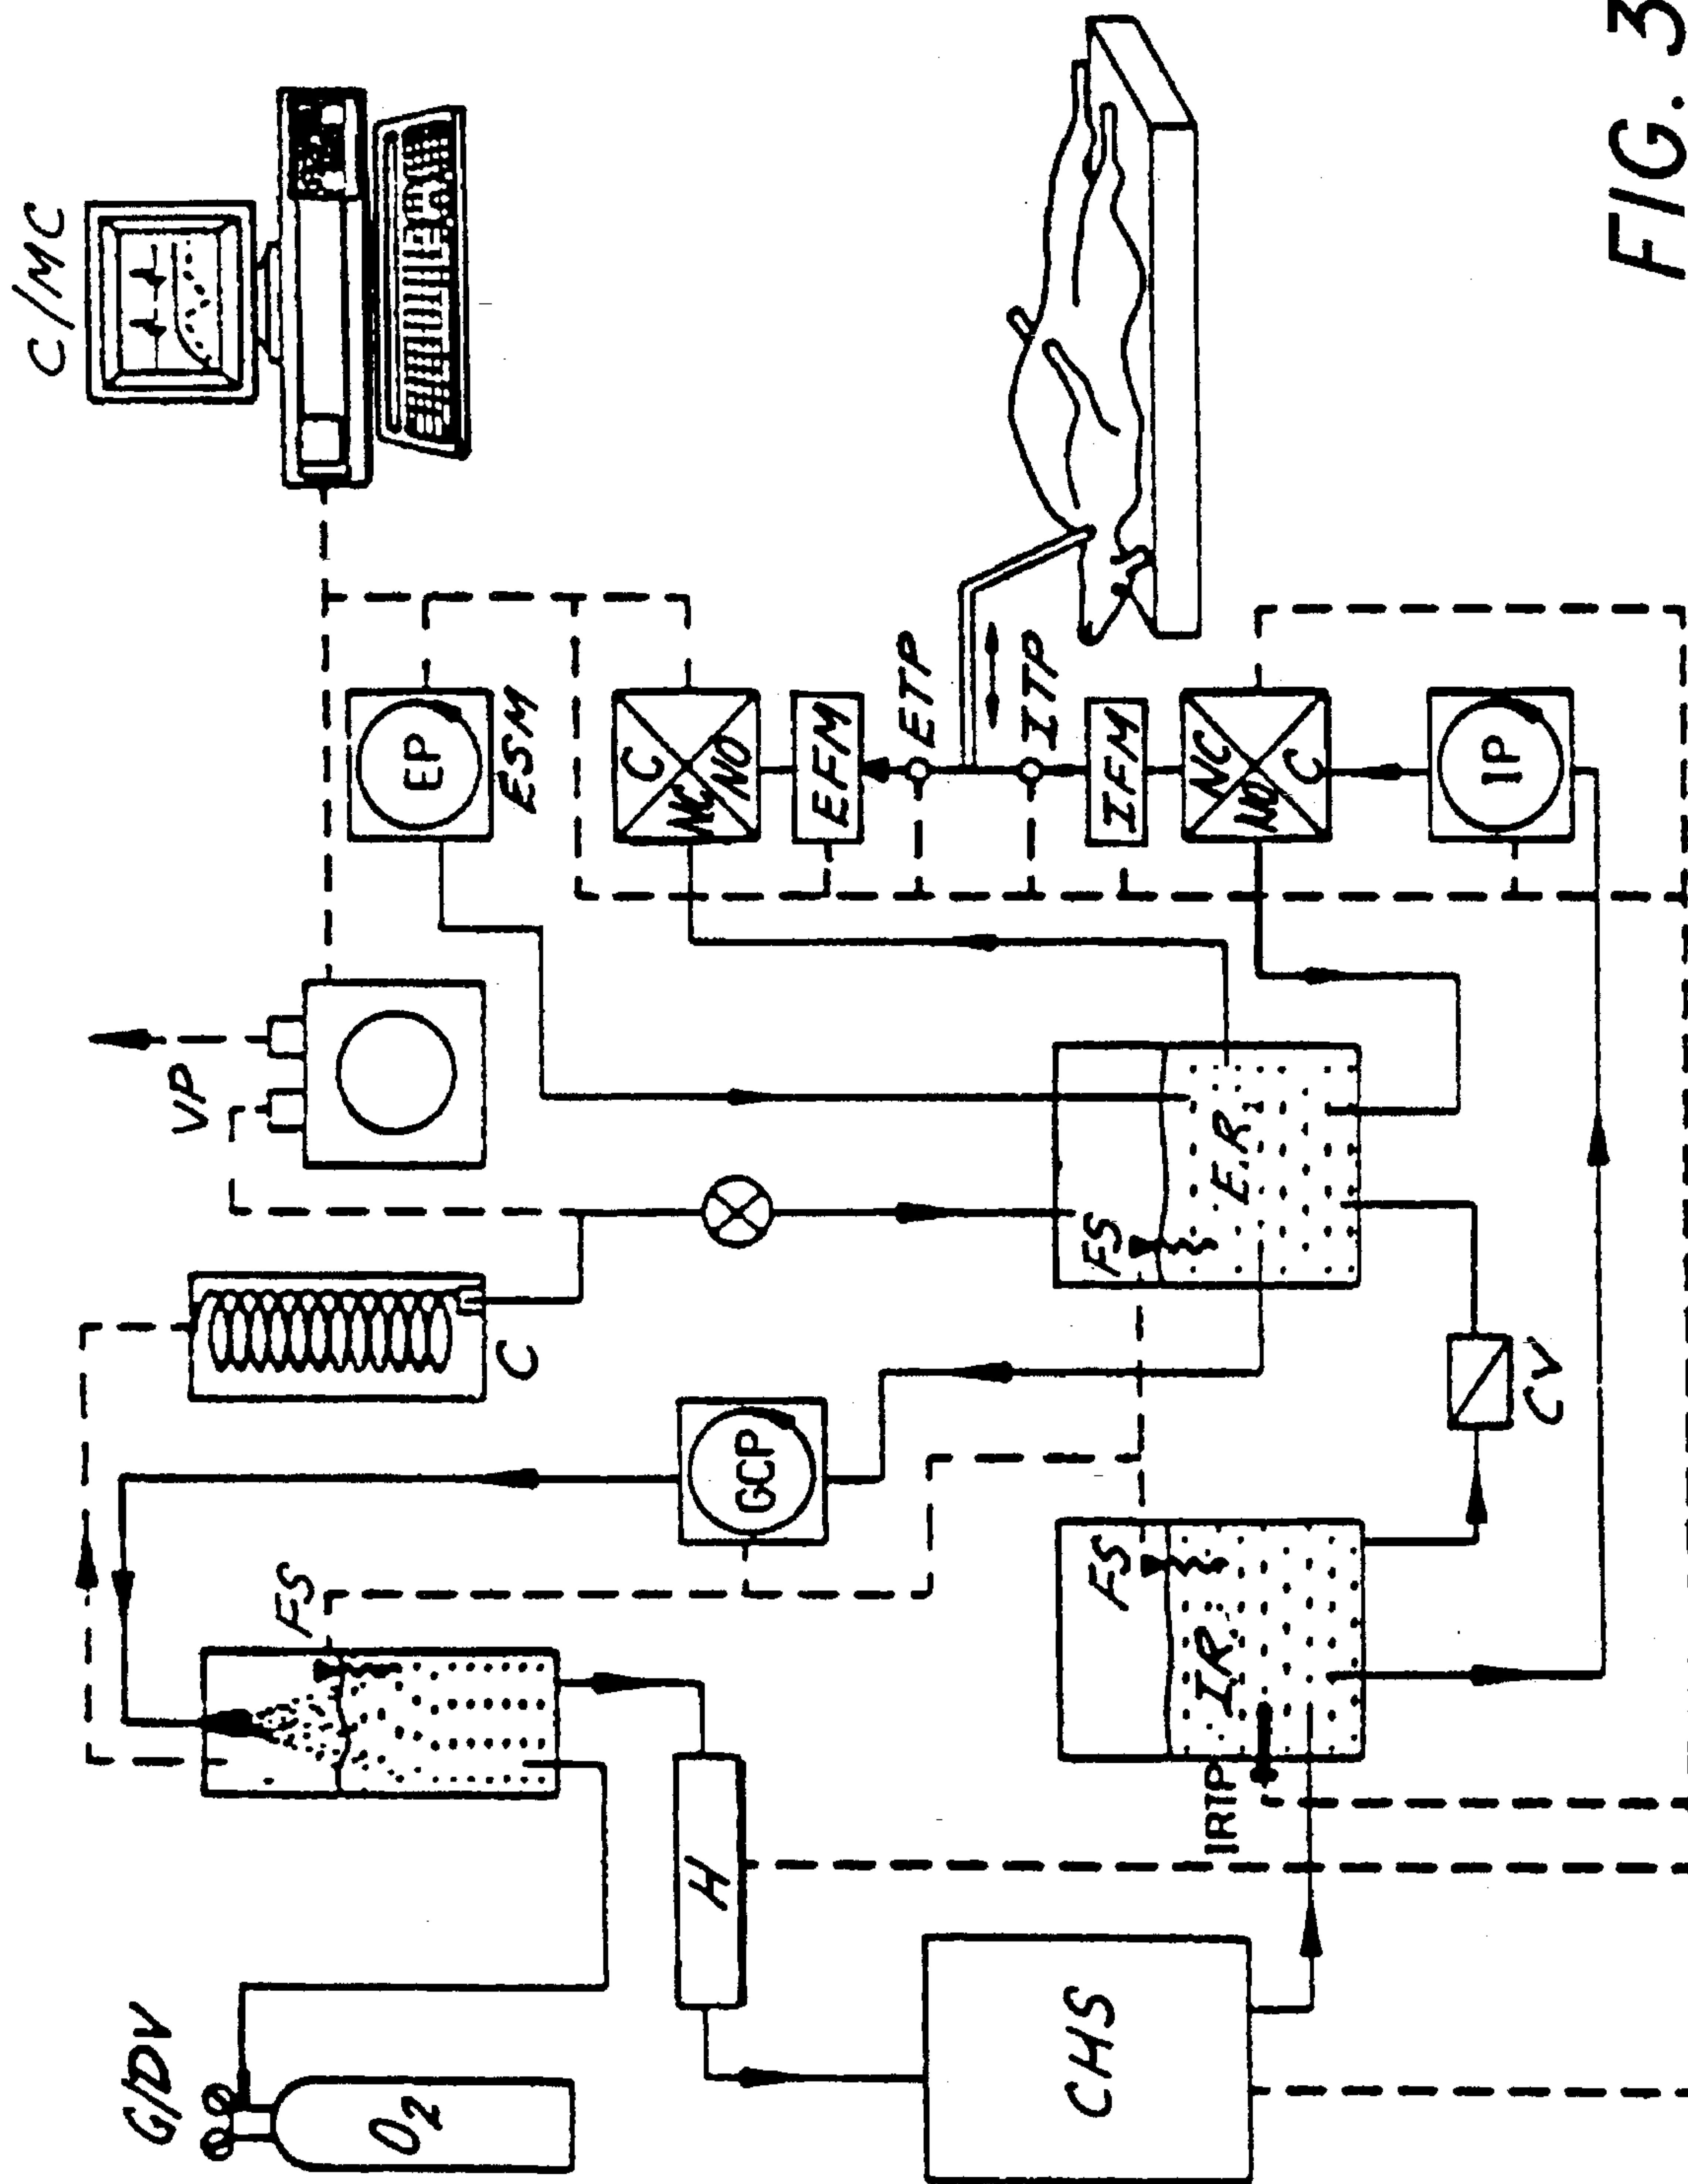 C/MC
VP
EP
ESM
C
NC
NO
EFM
ETP
ITP
IFM
NC
NO
C
IP
C
GCP
FS
E.R.
CV
FS
FS
I.R.
IRTP
H
G/DV
O2
CHS
FIG. 3